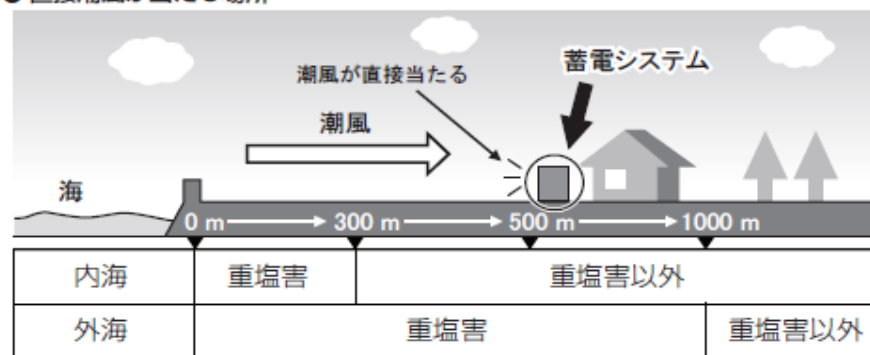 潮風が直接当たる
蓄電システム
潮風
海
0 m 300 m 500 m 1000 m
内海 重塩害 重塩害以外
外海 重塩害 重塩害以外